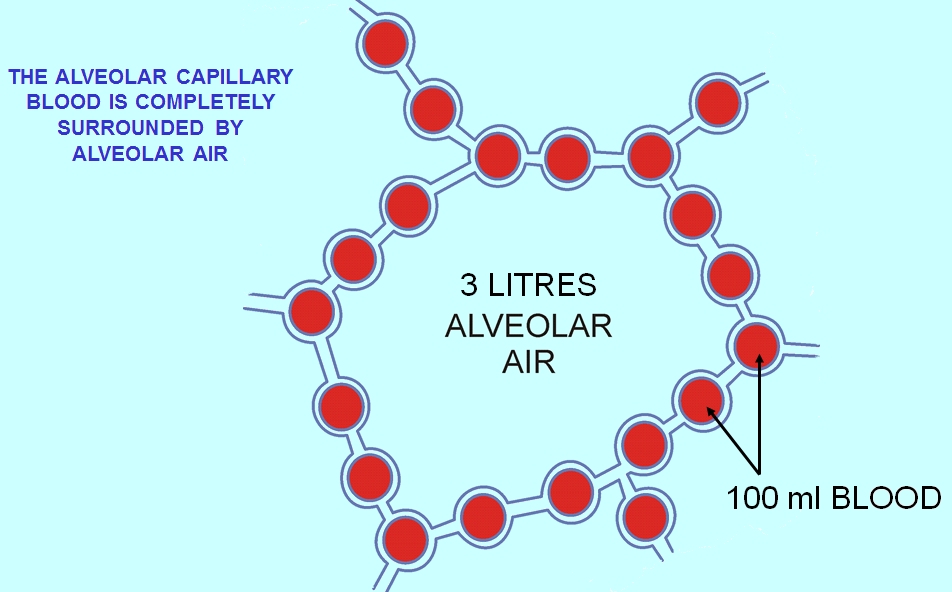 THE ALVEOLAR CAPILLARY
BLOOD IS COMPLETELY
SURROUNDED BY
ALVEOLAR AIR
3 LITRES
ALVEOLAR
AIR
100 ml BLOOD